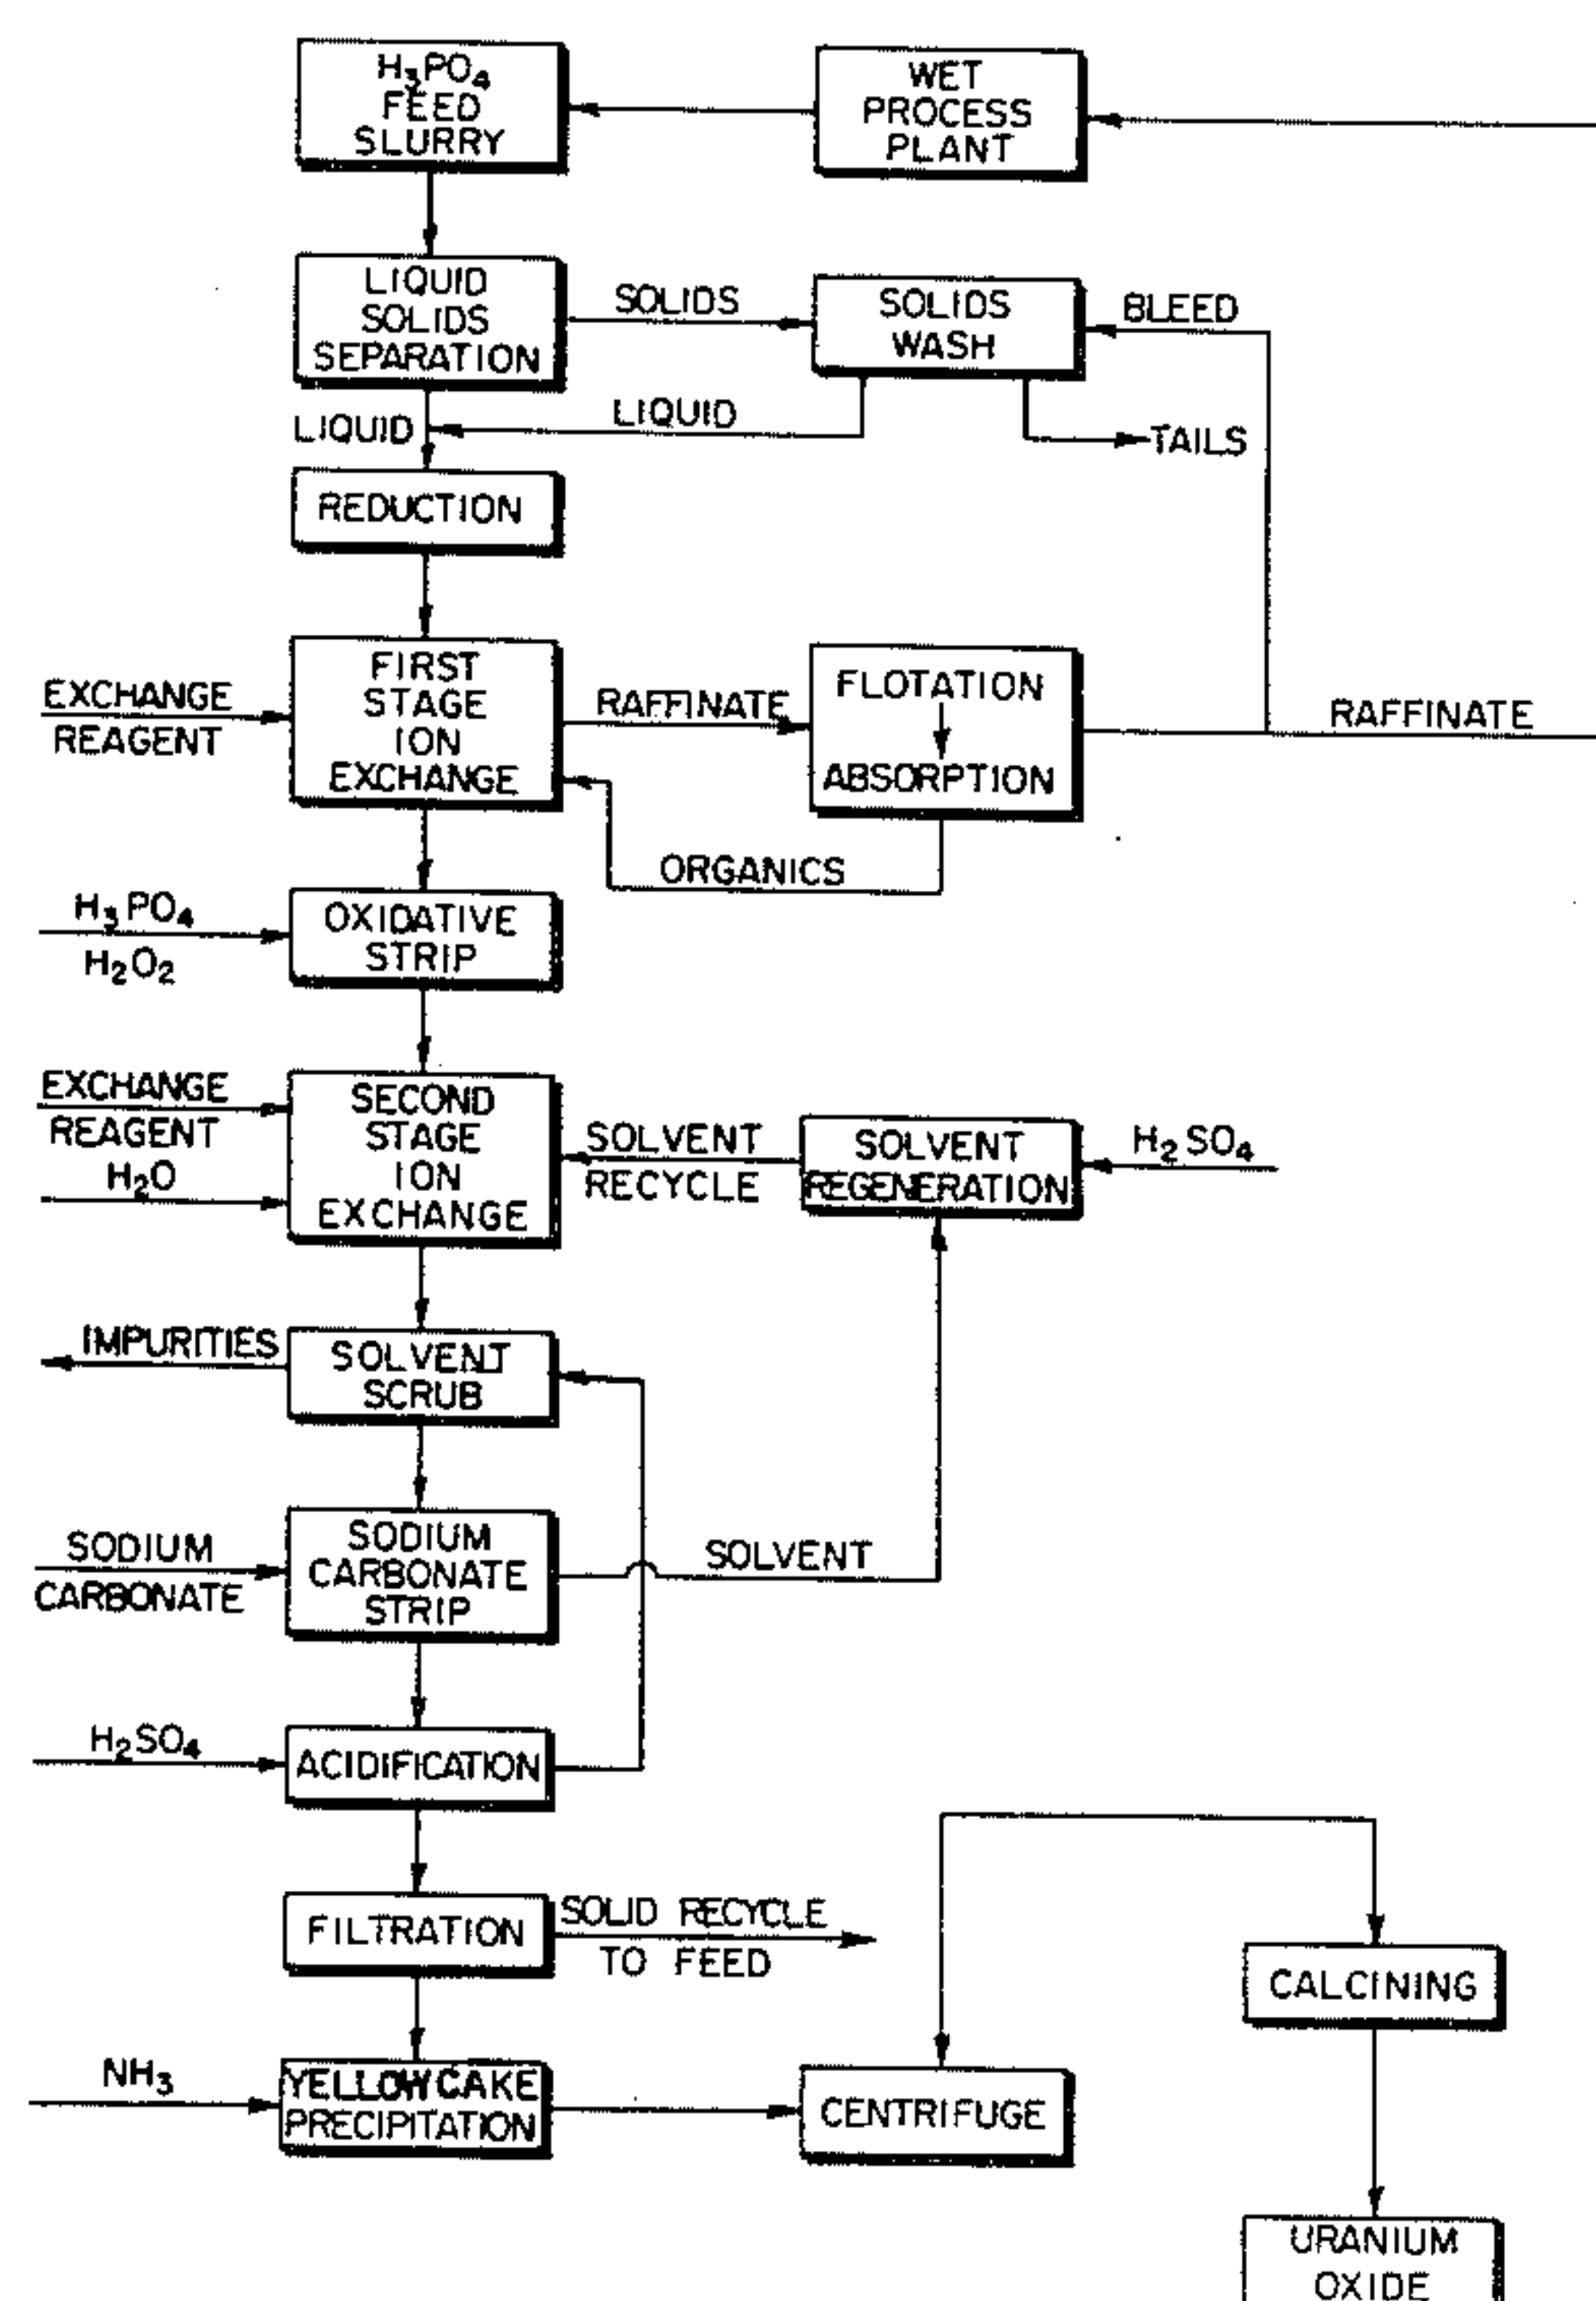 H₃PO₄
FEED
SLURRY
WET
PROCESS
PLANT
LIQUID
SOLIDS
SEPARATION
SOLIDS
SOLIDS
WASH
BLEED
LIQUID
LIQUID
TAILS
REDUCTION
EXCHANGE
REAGENT
FIRST
STAGE
ION
EXCHANGE
RAFFINATE
FLOTATION
ABSORPTION
RAFFINATE
ORGANICS
H₃PO₄
H₂O₂
OXIDATIVE
STRIP
EXCHANGE
REAGENT
H₂O
SECOND
STAGE
ION
EXCHANGE
SOLVENT
RECYCLE
SOLVENT
REGENERATION
H₂SO₄
IMPURITIES
SOLVENT
SCRUB
SODIUM
CARBONATE
SODIUM
CARBONATE
STRIP
SOLVENT
H₂SO₄
ACIDIFICATION
FILTRATION
SOLID RECYCLE
TO FEED
CALCINING
NH₃
YELLOW CAKE
PRECIPITATION
CENTRIFUGE
URANIUM
OXIDE